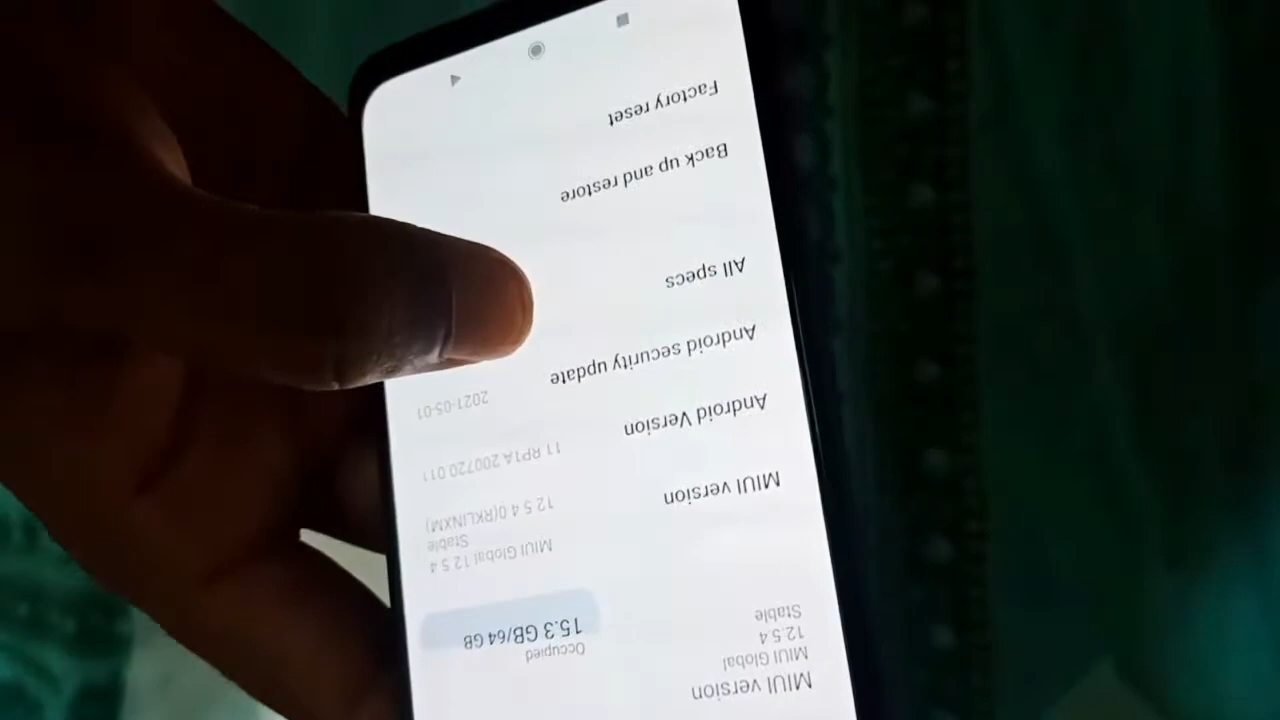 MIUI version
MIUI Global
12.5.4
Stable
Occupied
15.3 GB/64 GB
MIUI version
MIUI Global 12.5.4
Stable
12.5.4.0(RKLINXM)
Android Version
11 RP1A.200720.011
Android security update
2021-05-01
All specs
Back up and restore
Factory reset